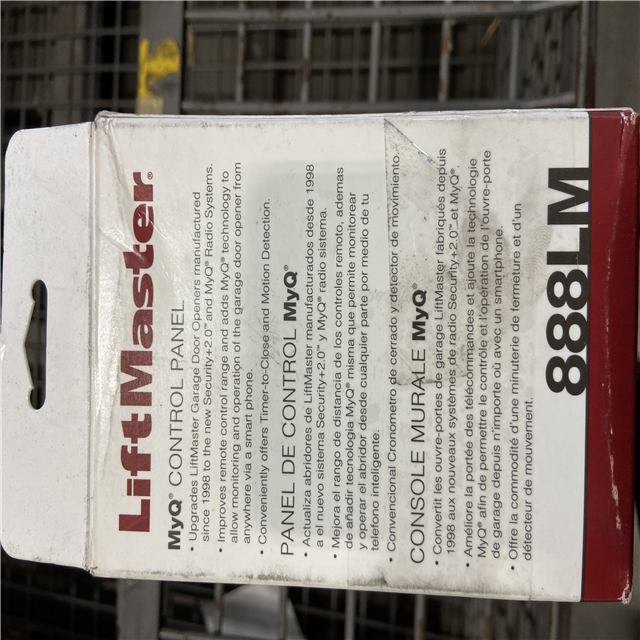 LiftMaster®
MyQ® CONTROL PANEL
• Upgrades LiftMaster Garage Door Openers manufactured
since 1998 to the new Security+2.0™ and MyQ® Radio Systems.
• Improves remote control range and adds MyQ® technology to
allow monitoring and operation of the garage door opener from
anywhere via a smart phone.
• Conveniently offers Timer-to-Close and Motion Detection.
PANEL DE CONTROL MyQ®
• Actualiza abridores de LiftMaster manufacturados desde 1998
a el nuevo sistema Security+2.0™ y MyQ® radio sistema.
• Mejora el rango de distancia de los controles remoto, ademas
de añadir tecnologia MyQ® misma que permite monitorear
y operar el abridor desde cualquier parte por medio de tu
telefono inteligente.
• Convencional Cronometro de cerrado y detector de movimiento.
CONSOLE MURALE MyQ®
• Convertit les ouvre-portes de garage LiftMaster fabriqués depuis
1998 aux nouveaux systèmes de radio Security+2.0™ et MyQ®.
• Améliore la portée des télécommandes et ajoute la technologie
MyQ® afin de permettre le contrôle et l'opération de l'ouvre-porte
de garage depuis n'importe où avec un smartphone.
• Offre la commodité d'une minuterie de fermeture et d'un
détecteur de mouvement.
888LM